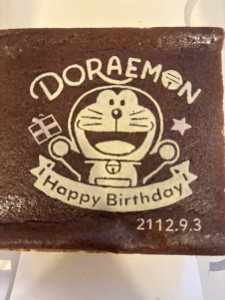 DORAEMON
Happy Birthday
2112.9.3